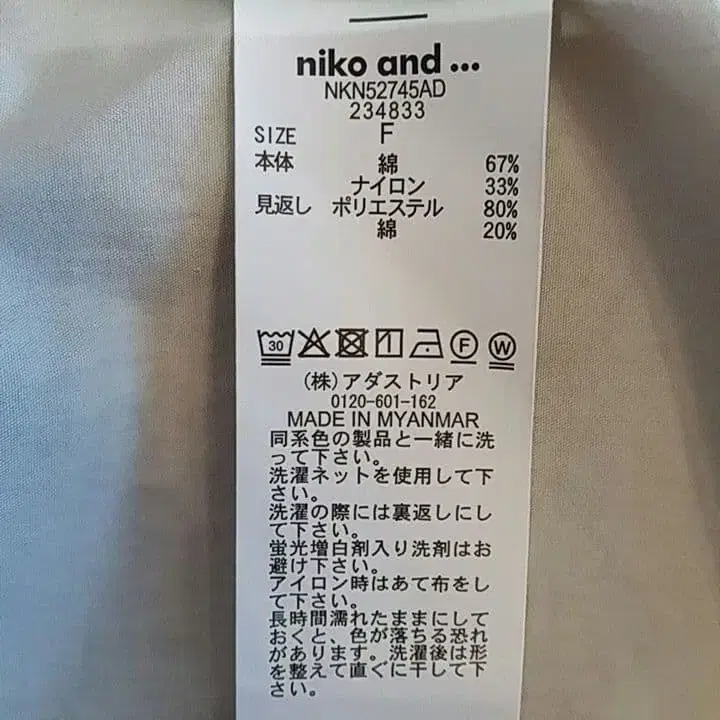 niko and ...
NKN52745AD
234833
SIZE F
本体 綿 67%
ナイロン 33%
見返し ポリエステル 80%
綿 20%
30 F W
(株)アダストリア
0120-601-162
MADE IN MYANMAR
同系色の製品と一緒に洗
って下さい。
洗濯ネットを使用して下
さい。
洗濯の際には裏返しにし
て下さい。
蛍光増白剤入り洗剤はお
避け下さい。
アイロン時はあて布をし
て下さい。
長時間濡れたままにして
おくと、色が落ちる恐れ
があります。洗濯後は形
を整えて直ぐに干して下
さい。